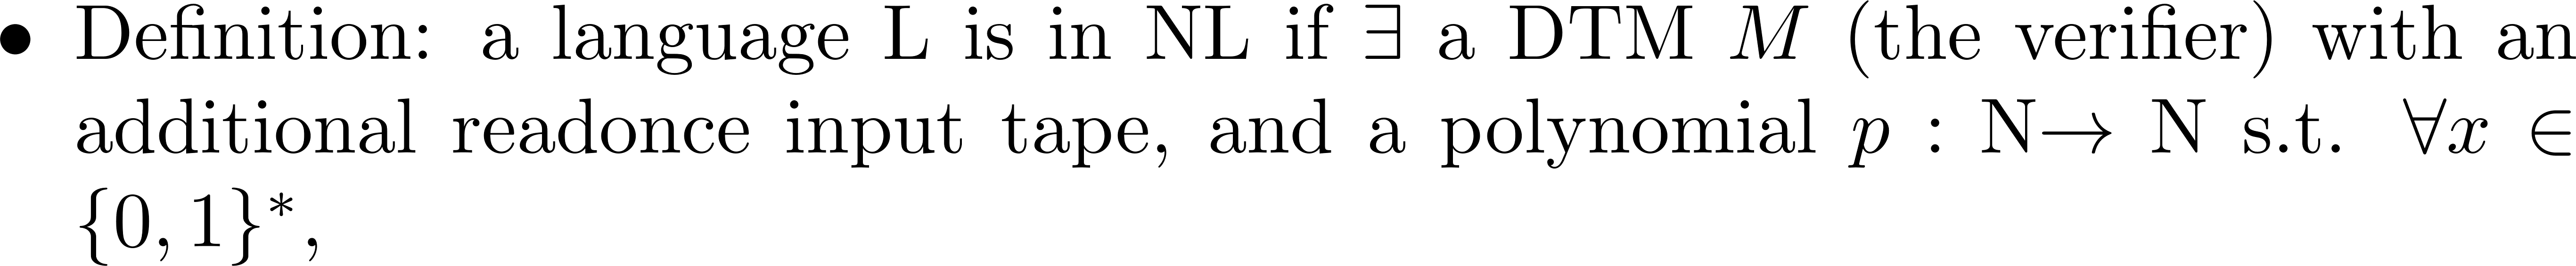 • Definition: a language L is in NL if ∃ a DTM M (the verifier) with an
additional readonce input tape, and a polynomial p : N→ N s.t. ∀x ∈
{0, 1}*,